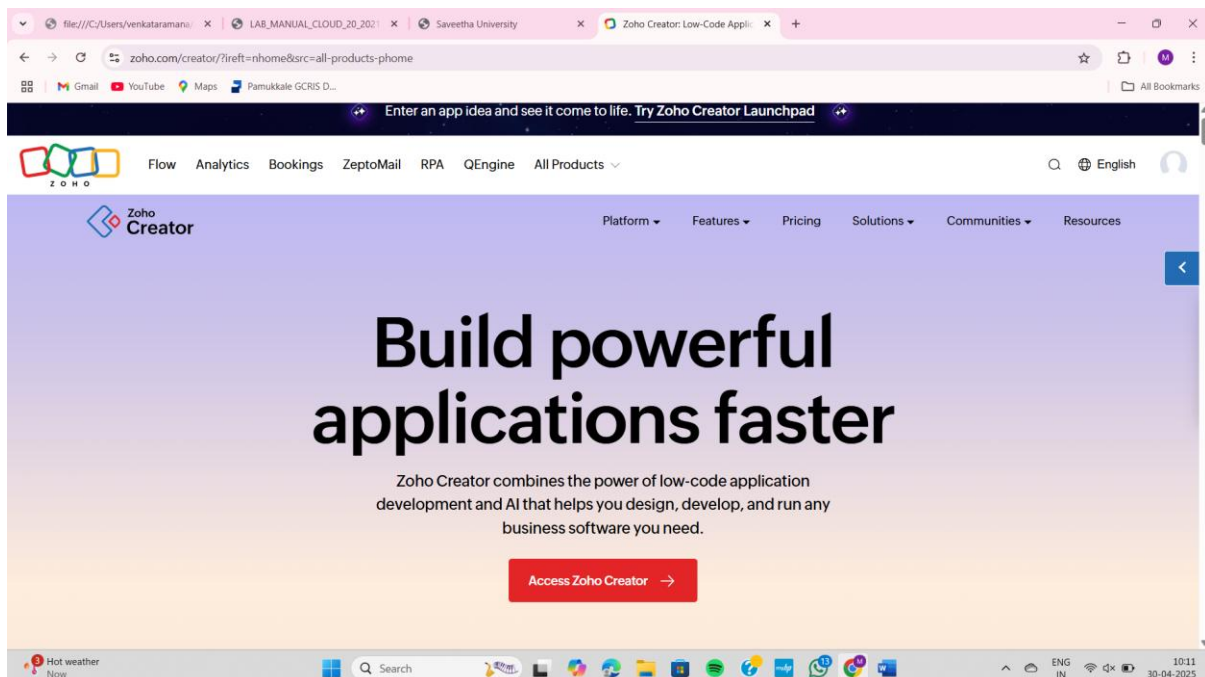 file:///C:/Users/venkataramana
LAB_MANUAL_CLOUD_20_2021
Saveetha University
Zoho Creator: Low-Code Applic
zoho.com/creator/?ireft=nhome&src=all-products-phome
M
Gmail
YouTube
Maps
Pamukkale GCRIS D...
All Bookmarks
Enter an app idea and see it come to life. Try Zoho Creator Launchpad
ZOHO
Flow Analytics Bookings ZeptoMail RPA QEngine All Products
English
Zoho
Creator
Platform Features Pricing Solutions Communities Resources
Build powerful
applications faster
Zoho Creator combines the power of low-code application
development and AI that helps you design, develop, and run any
business software you need.
Access Zoho Creator →
3
Hot weather
Now
Search
13
ENG
IN
10:11
30-04-2025